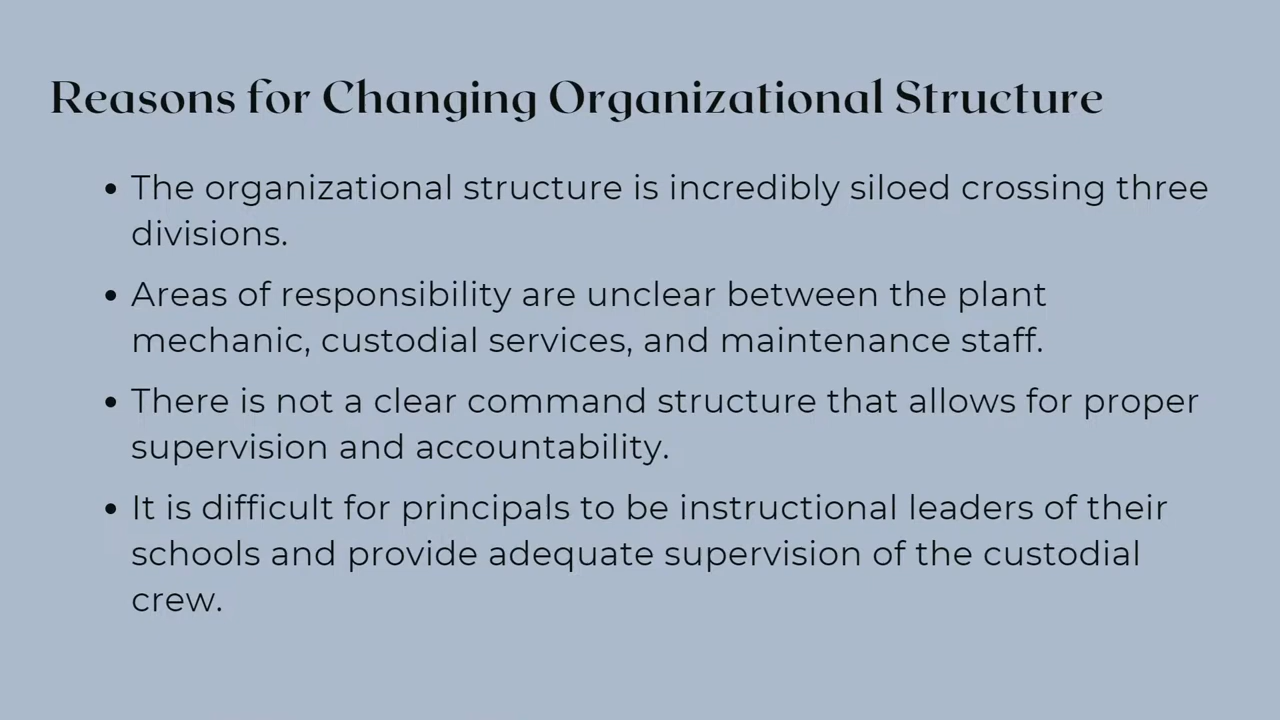 Reasons for Changing Organizational Structure
• The organizational structure is incredibly siloed crossing three
divisions.
• Areas of responsibility are unclear between the plant
mechanic, custodial services, and maintenance staff.
• There is not a clear command structure that allows for proper
supervision and accountability.
• It is difficult for principals to be instructional leaders of their
schools and provide adequate supervision of the custodial
crew.